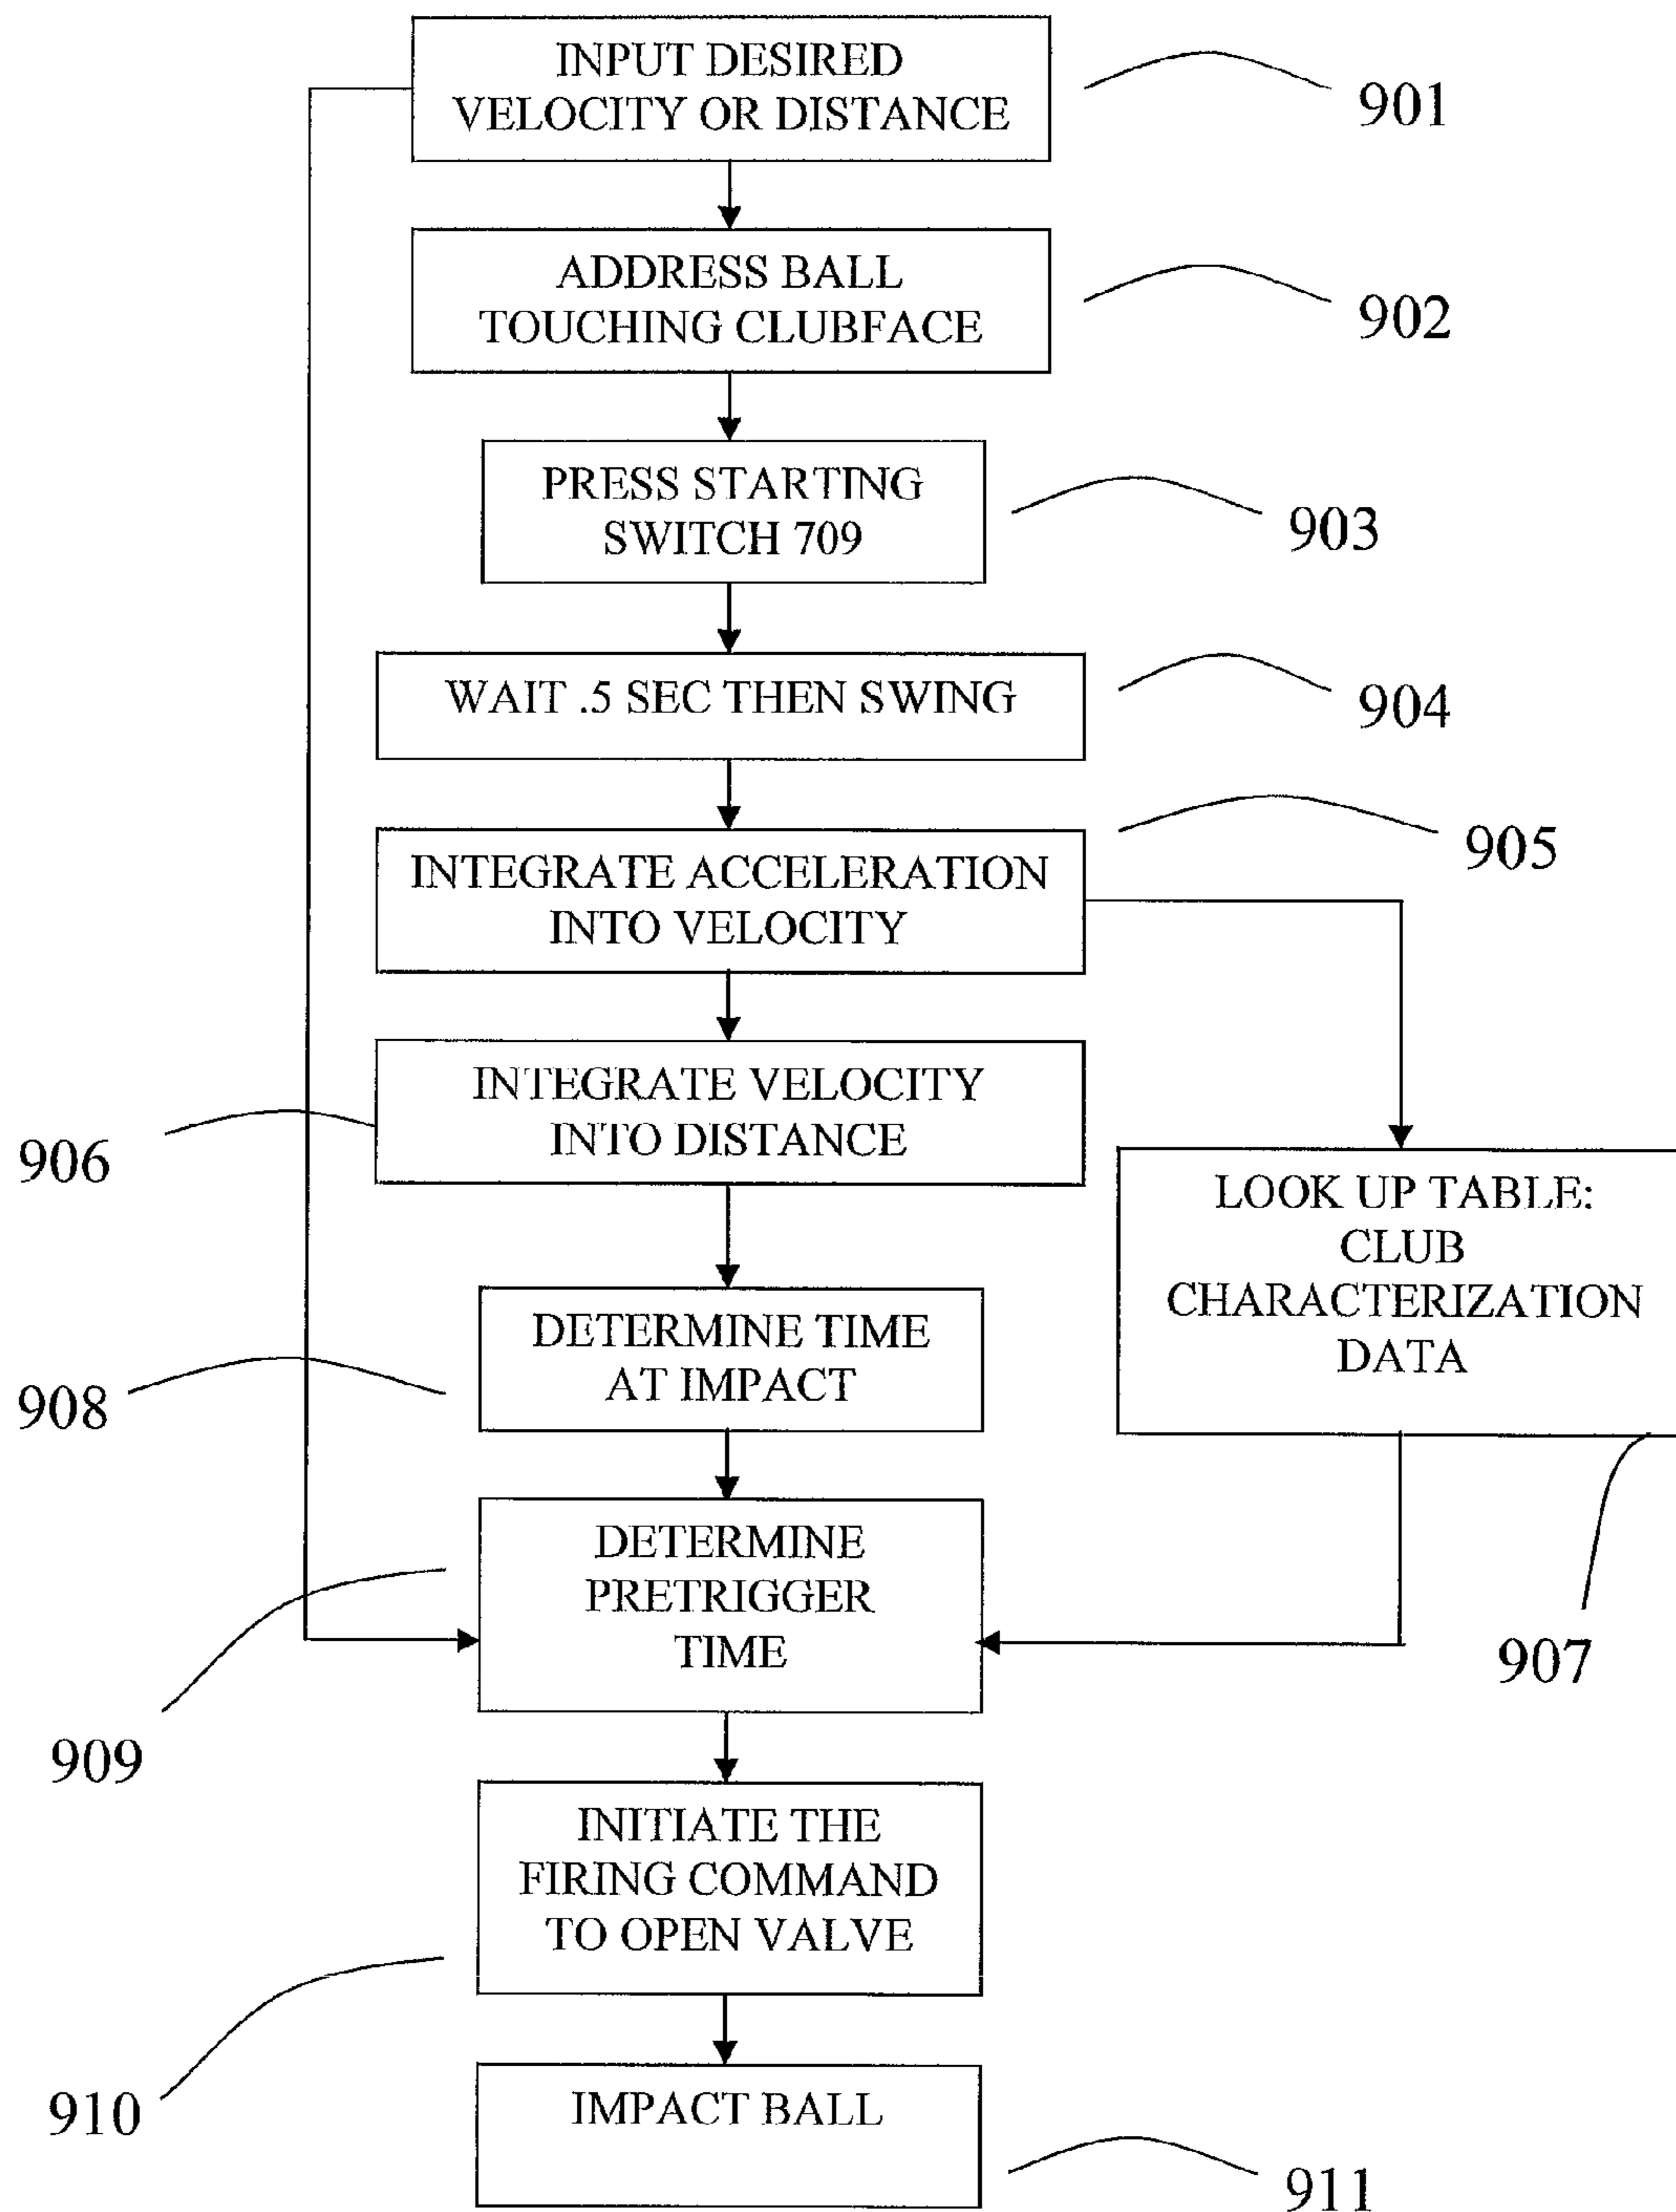 INPUT DESIRED
VELOCITY OR DISTANCE
901
ADDRESS BALL
TOUCHING CLUBFACE
902
PRESS STARTING
SWITCH 709
903
WAIT .5 SEC THEN SWING
904
INTEGRATE ACCELERATION
INTO VELOCITY
905
INTEGRATE VELOCITY
INTO DISTANCE
906
LOOK UP TABLE:
CLUB
CHARACTERIZATION
DATA
907
DETERMINE TIME
AT IMPACT
908
DETERMINE
PRETRIGGER
TIME
909
INITIATE THE
FIRING COMMAND
TO OPEN VALVE
910
IMPACT BALL
911